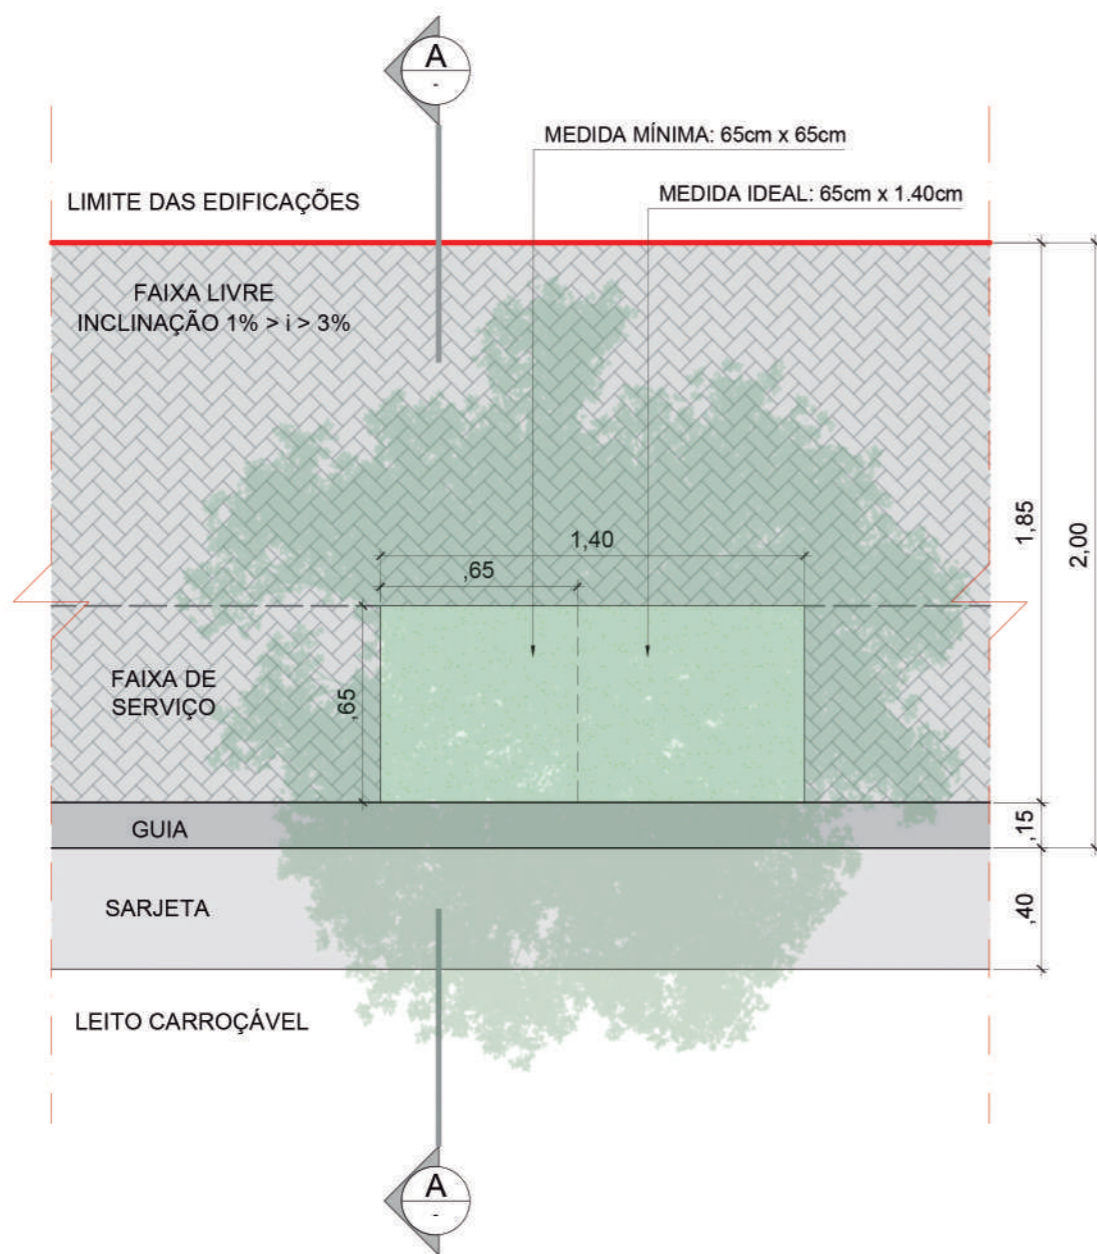 A
-
MEDIDA MÍNIMA: 65cm x 65cm
MEDIDA IDEAL: 65cm x 1.40cm
LIMITE DAS EDIFICAÇÕES
FAIXA LIVRE
INCLINAÇÃO 1% > i > 3%
1,85
2,00
1,40
,65
FAIXA DE
SERVIÇO
,65
GUIA
,15
SARJETA
,40
LEITO CARROÇÁVEL
A
-